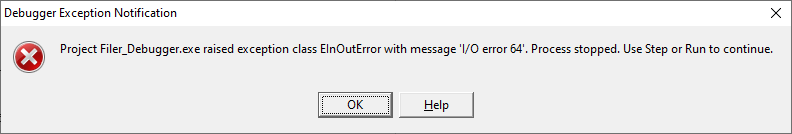 Debugger Exception Notification
Project Filer_Debugger.exe raised exception class EInOutError with message 'I/O error 64'. Process stopped. Use Step or Run to continue.
OK
Help